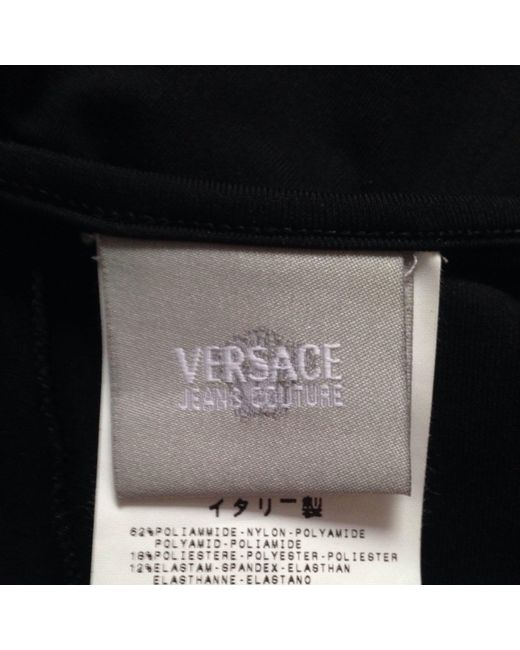 VERSACE
JEANS COUTURE
イタリー製
62%POLIAMMIDE-NYLON-POLYAMIDE
POLYAMID-POLIAMIDE
16%POLIESTERE-POLYESTER-POLIESTER
12%ELASTAM-SPANDEX-ELASTHAN
ELASTHANNE-ELASTANO